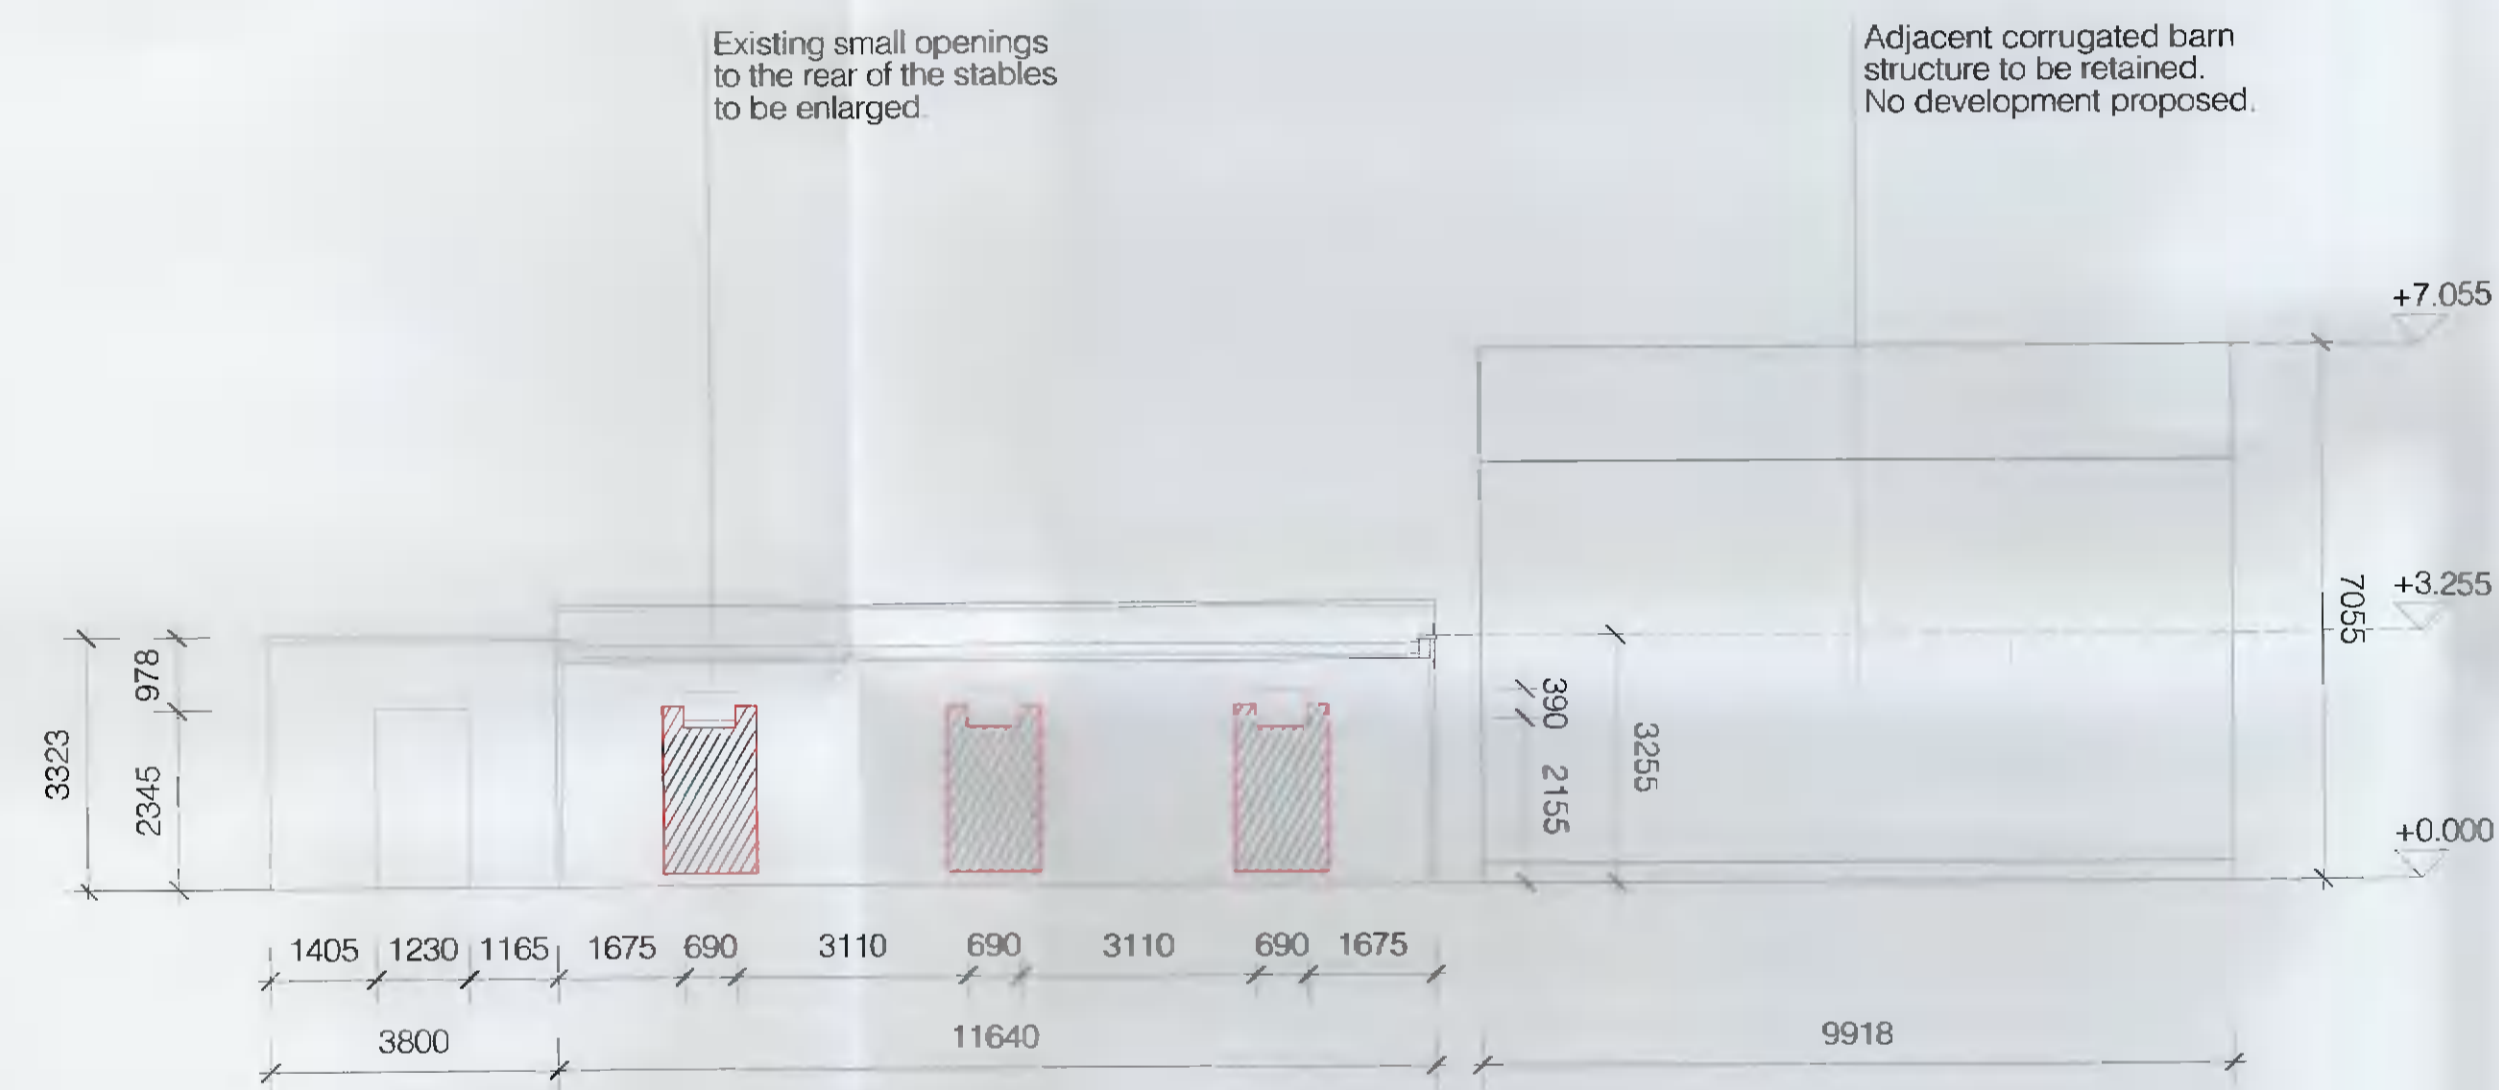 Existing small openings
to the rear of the stables
to be enlarged.
Adjacent corrugated barn
structure to be retained.
No development proposed.
+7.055
+3.255
+0.000
7055
3323
978
2345
390
2155
3255
1405 1230 1165 1675 690 3110 690 3110 690 1675
3800 11640 9918